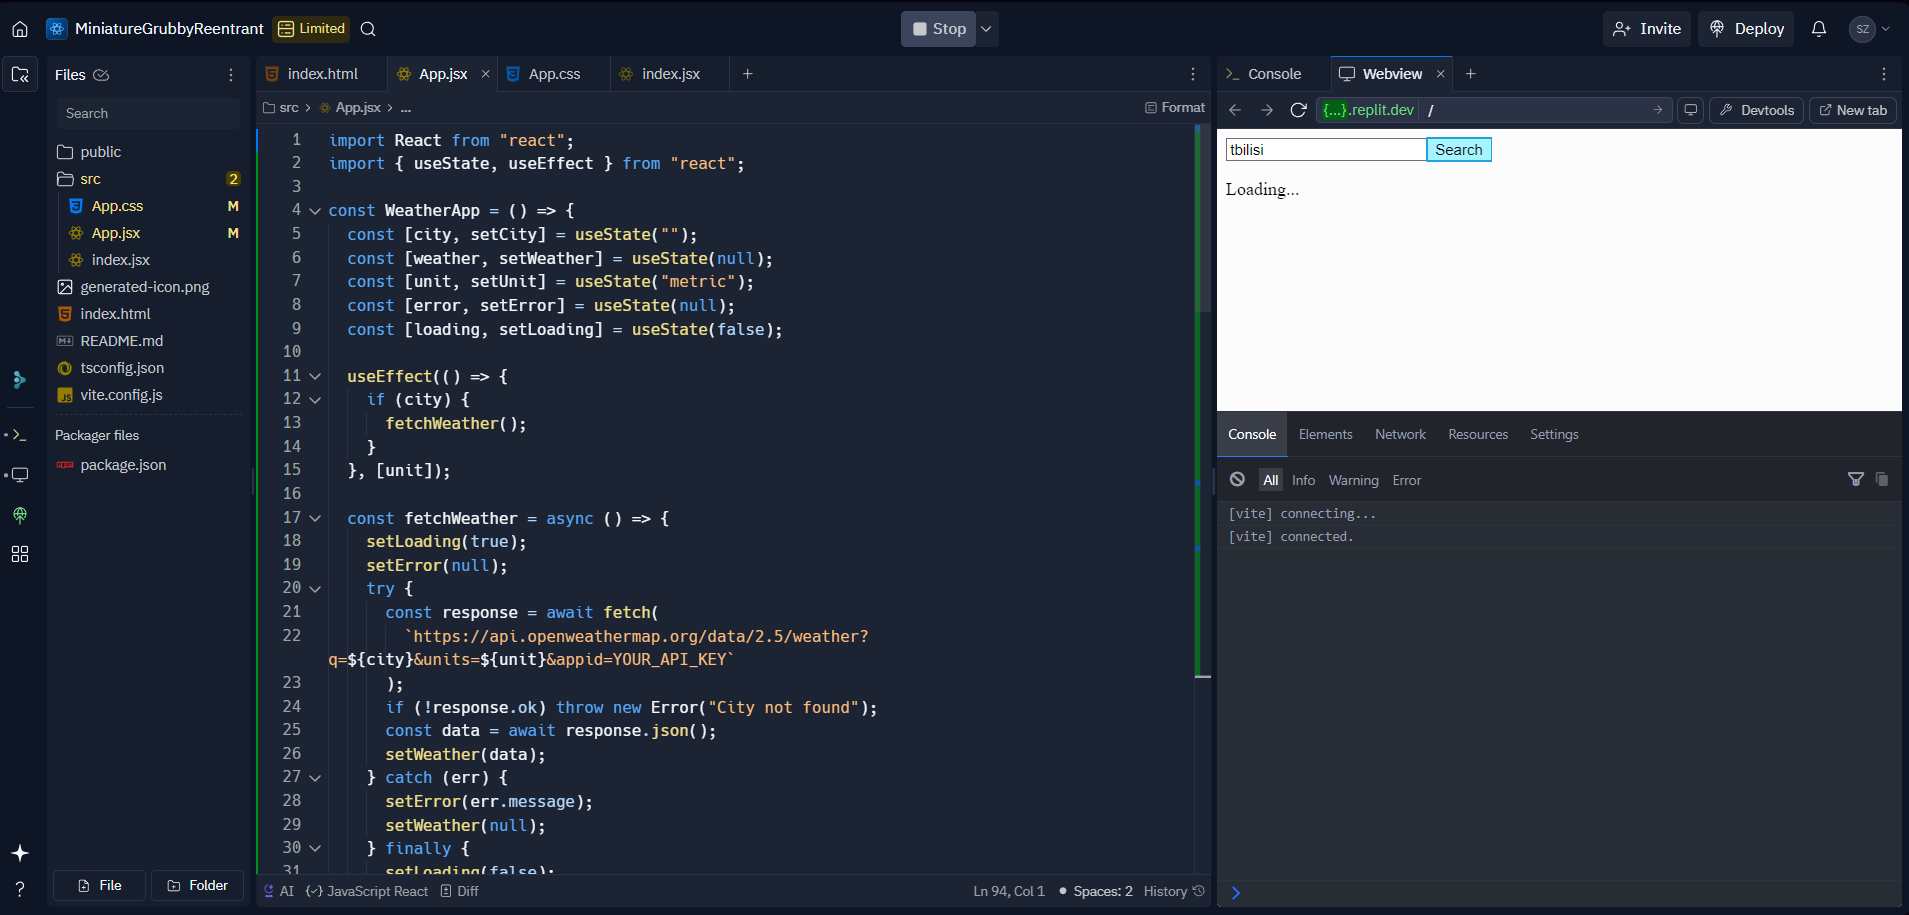 MiniatureGrubbyReentrant
Limited
Stop
Invite
Deploy
SZ
Files
Search
public
src
2
App.css
M
App.jsx
M
index.jsx
generated-icon.png
index.html
README.md
tsconfig.json
vite.config.js
Packager files
package.json
File
Folder
index.html
App.jsx
App.css
index.jsx
src > App.jsx > ...
Format
1 import React from "react";
2 import { useState, useEffect } from "react";
3
4 const WeatherApp = () => {
5 const [city, setCity] = useState("");
6 const [weather, setWeather] = useState(null);
7 const [unit, setUnit] = useState("metric");
8 const [error, setError] = useState(null);
9 const [loading, setLoading] = useState(false);
10
11 useEffect(() => {
12 if (city) {
13 fetchWeather();
14 }
15 }, [unit]);
16
17 const fetchWeather = async () => {
18 setLoading(true);
19 setError(null);
20 try {
21 const response = await fetch(
22 `https://api.openweathermap.org/data/2.5/weather?
q=${city}&units=${unit}&appid=YOUR_API_KEY`
23 );
24 if (!response.ok) throw new Error("City not found");
25 const data = await response.json();
26 setWeather(data);
27 } catch (err) {
28 setError(err.message);
29 setWeather(null);
30 } finally {
31 setLoading(false);
AI
{✓} JavaScript React
Diff
Ln 94, Col 1
Spaces: 2
History
Console
Webview
{...}.replit.dev
/
Devtools
New tab
tbilisi
Search
Loading...
Console
Elements
Network
Resources
Settings
All
Info
Warning
Error
[vite] connecting...
[vite] connected.